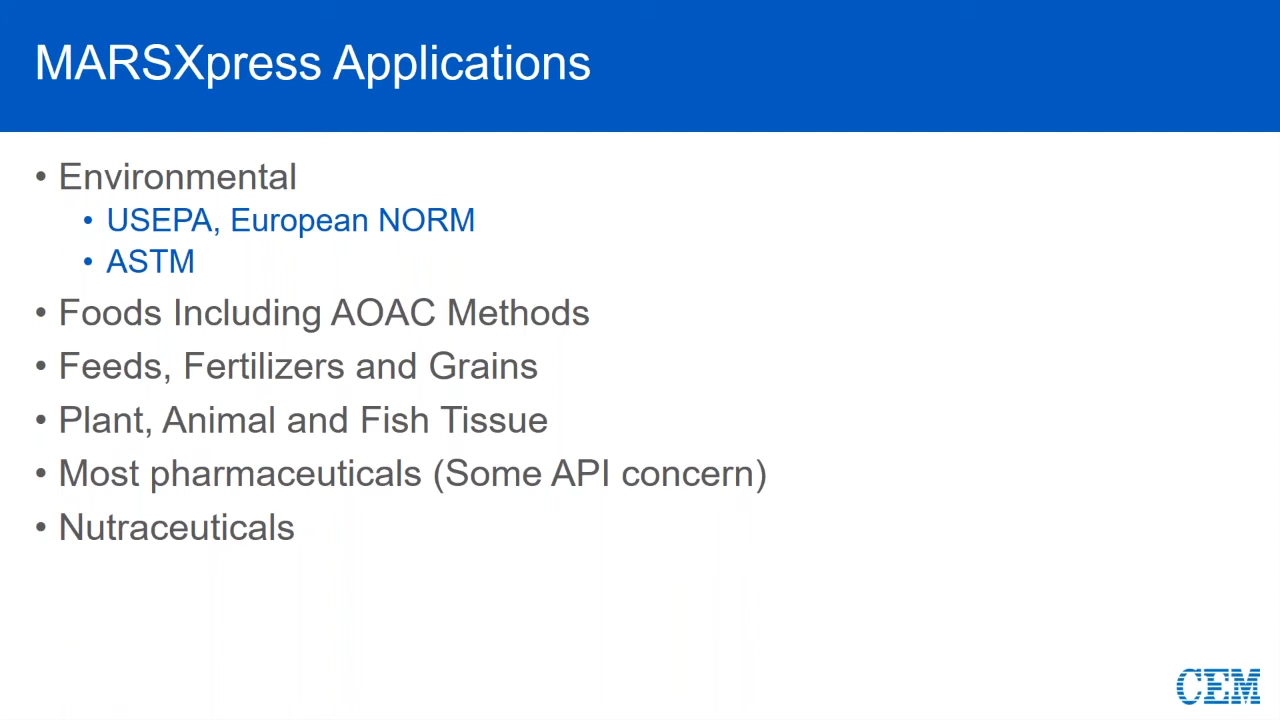 MARSXpress Applications
• Environmental
• USEPA, European NORM
• ASTM
• Foods Including AOAC Methods
• Feeds, Fertilizers and Grains
• Plant, Animal and Fish Tissue
• Most pharmaceuticals (Some API concern)
• Nutraceuticals
CEM